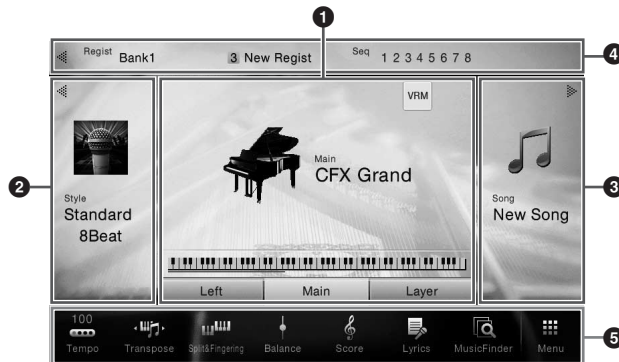 1
Regist Bank1 3 New Regist Seq 1 2 3 4 5 6 7 8
4
VRM
2
Style
Standard
8Beat
Main
CFX Grand
Song
New Song
3
Left Main Layer
100
Tempo Transpose Split&Fingering Balance Score Lyrics MusicFinder Menu
5